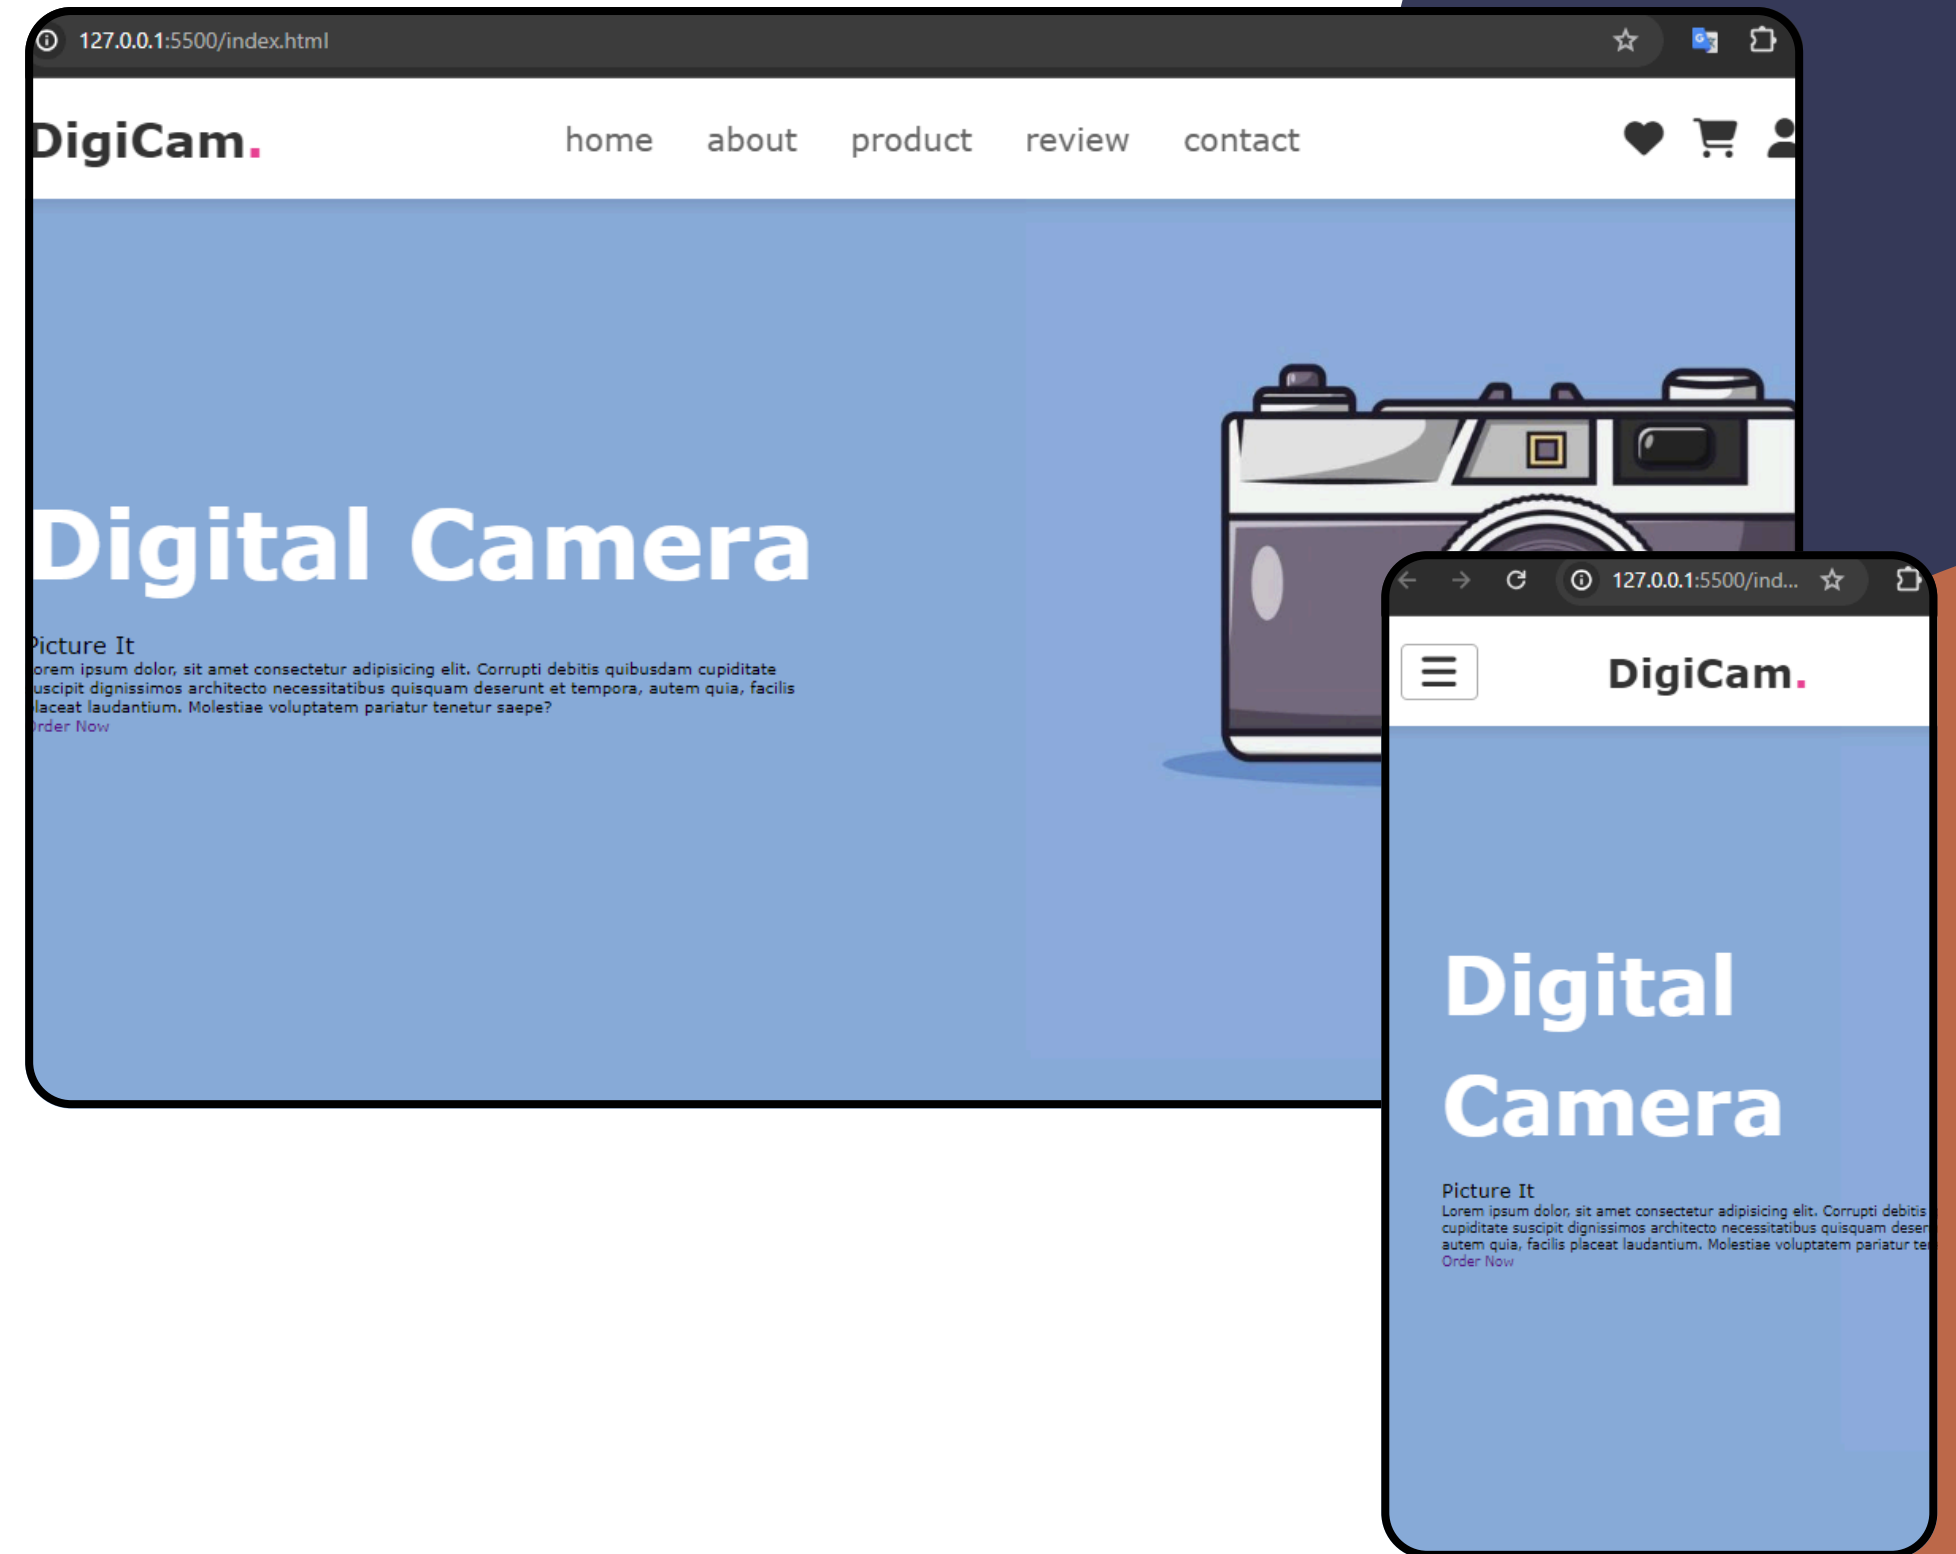 127.0.0.1:5500/index.html
DigiCam.
home about product review contact
Digital Camera
Picture It
orem ipsum dolor, sit amet consectetur adipisicing elit. Corrupti debitis quibusdam cupiditate
uscipit dignissimos architecto necessitatibus quisquam deserunt et tempora, autem quia, facilis
laceat laudantium. Molestiae voluptatem pariatur tenetur saepe?
Order Now
127.0.0.1:5500/ind...
DigiCam.
Digital
Camera
Picture It
Lorem ipsum dolor, sit amet consectetur adipisicing elit. Corrupti debitis
cupiditate suscipit dignissimos architecto necessitatibus quisquam deser
autem quia, facilis placeat laudantium. Molestiae voluptatem pariatur te
Order Now